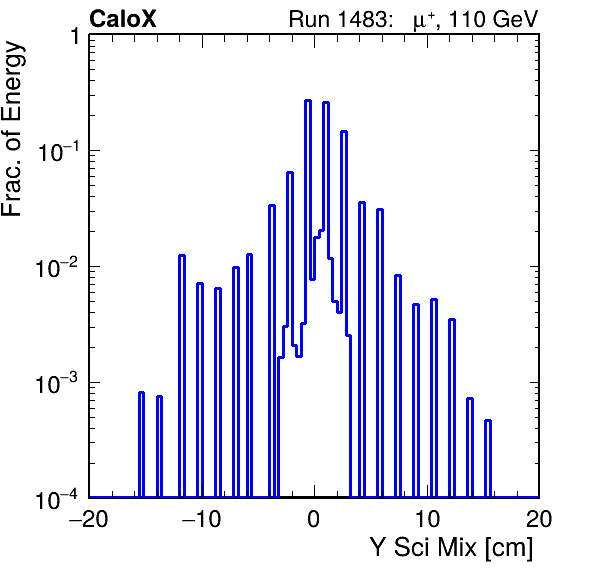 CaloX Run 1483: μ⁺, 110 GeV
Frac. of Energy
1
10⁻¹
10⁻²
10⁻³
10⁻⁴
−20 −10 0 10 20
Y Sci Mix [cm]